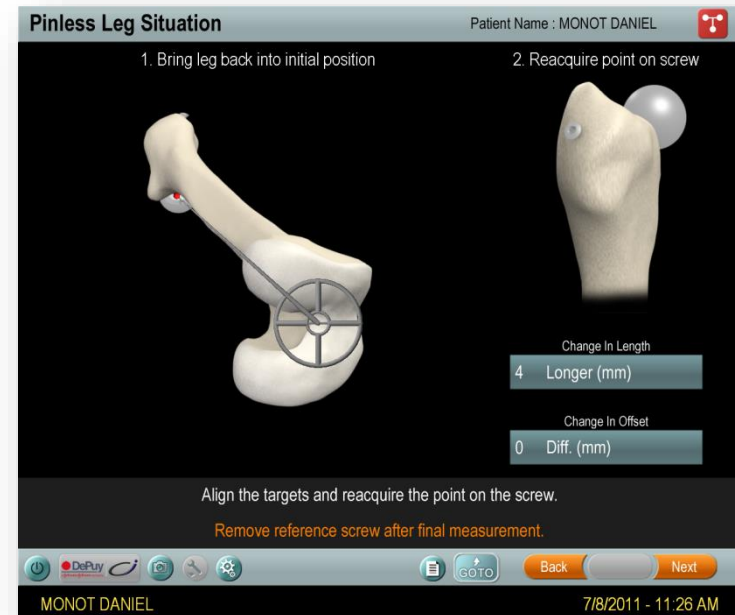 Pinless Leg Situation
Patient Name : MONOT DANIEL
1. Bring leg back into initial position
2. Reacquire point on screw
Change In Length
4 Longer (mm)
Change In Offset
0 Diff. (mm)
Align the targets and reacquire the point on the screw.
Remove reference screw after final measurement.
DePuy
GOTO
Back
Next
MONOT DANIEL
7/8/2011 - 11:26 AM